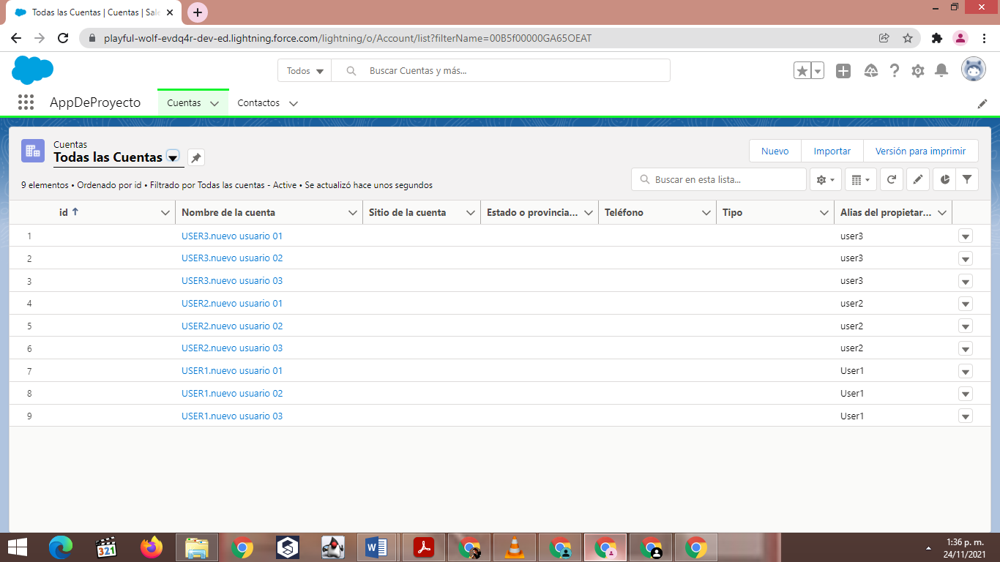 Todas las Cuentas | Cuentas | Sale
playful-wolf-evdq4r-dev-ed.lightning.force.com/lightning/o/Account/list?filterName=00B5f00000GA65OEAT
Todos
Buscar Cuentas y más...
AppDeProyecto
Cuentas
Contactos
Cuentas
Todas las Cuentas
Nuevo
Importar
Versión para imprimir
9 elementos • Ordenado por id • Filtrado por Todas las cuentas - Active • Se actualizó hace unos segundos
Buscar en esta lista...
id Nombre de la cuenta Sitio de la cuenta Estado o provincia... Teléfono Tipo Alias del propietar...
1 USER3.nuevo usuario 01 user3
2 USER3.nuevo usuario 02 user3
3 USER3.nuevo usuario 03 user3
4 USER2.nuevo usuario 01 user2
5 USER2.nuevo usuario 02 user2
6 USER2.nuevo usuario 03 user2
7 USER1.nuevo usuario 01 User1
8 USER1.nuevo usuario 02 User1
9 USER1.nuevo usuario 03 User1
321
1:36 p. m.
24/11/2021